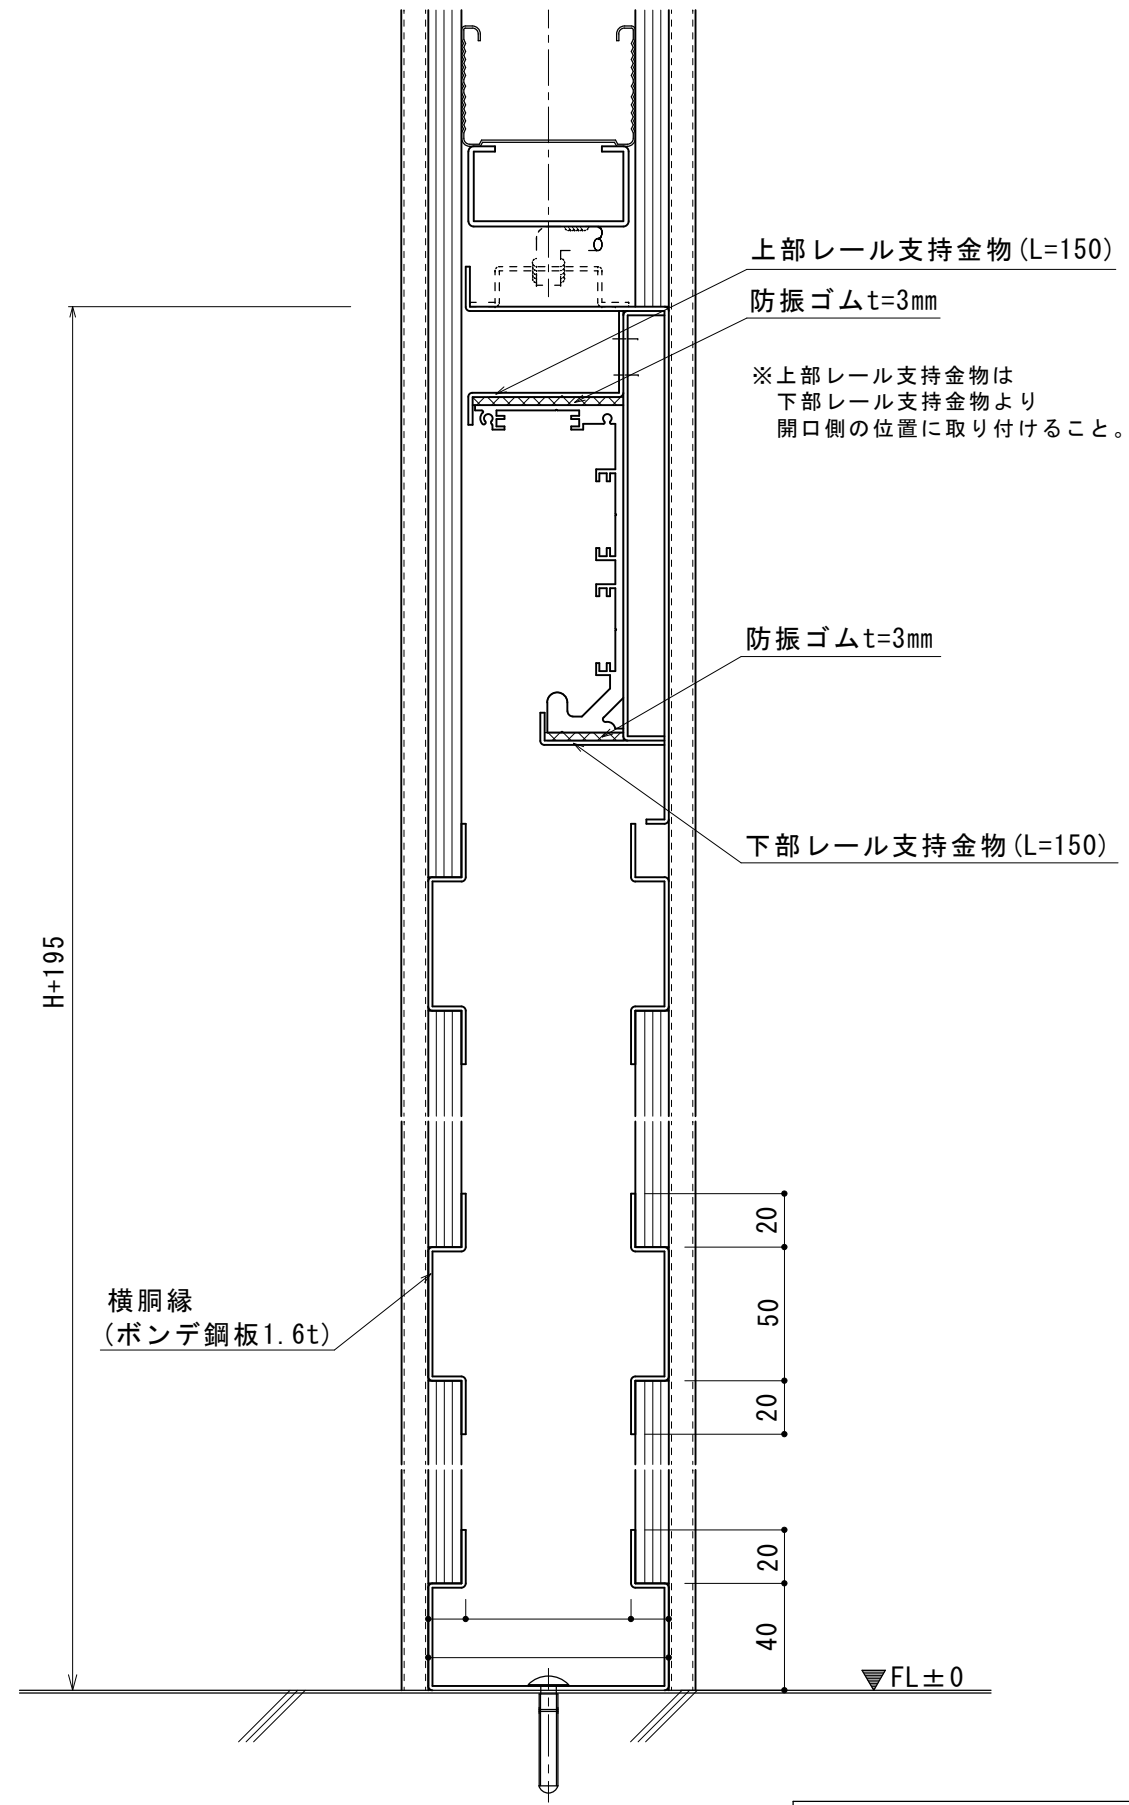 上部レール支持金物(L=150)
防振ゴムt=3mm
※上部レール支持金物は
下部レール支持金物より
開口側の位置に取り付けること。
防振ゴムt=3mm
下部レール支持金物(L=150)
H+195
20
50
20
横胴縁
(ボンデ鋼板1.6t)
20
40
FL±0